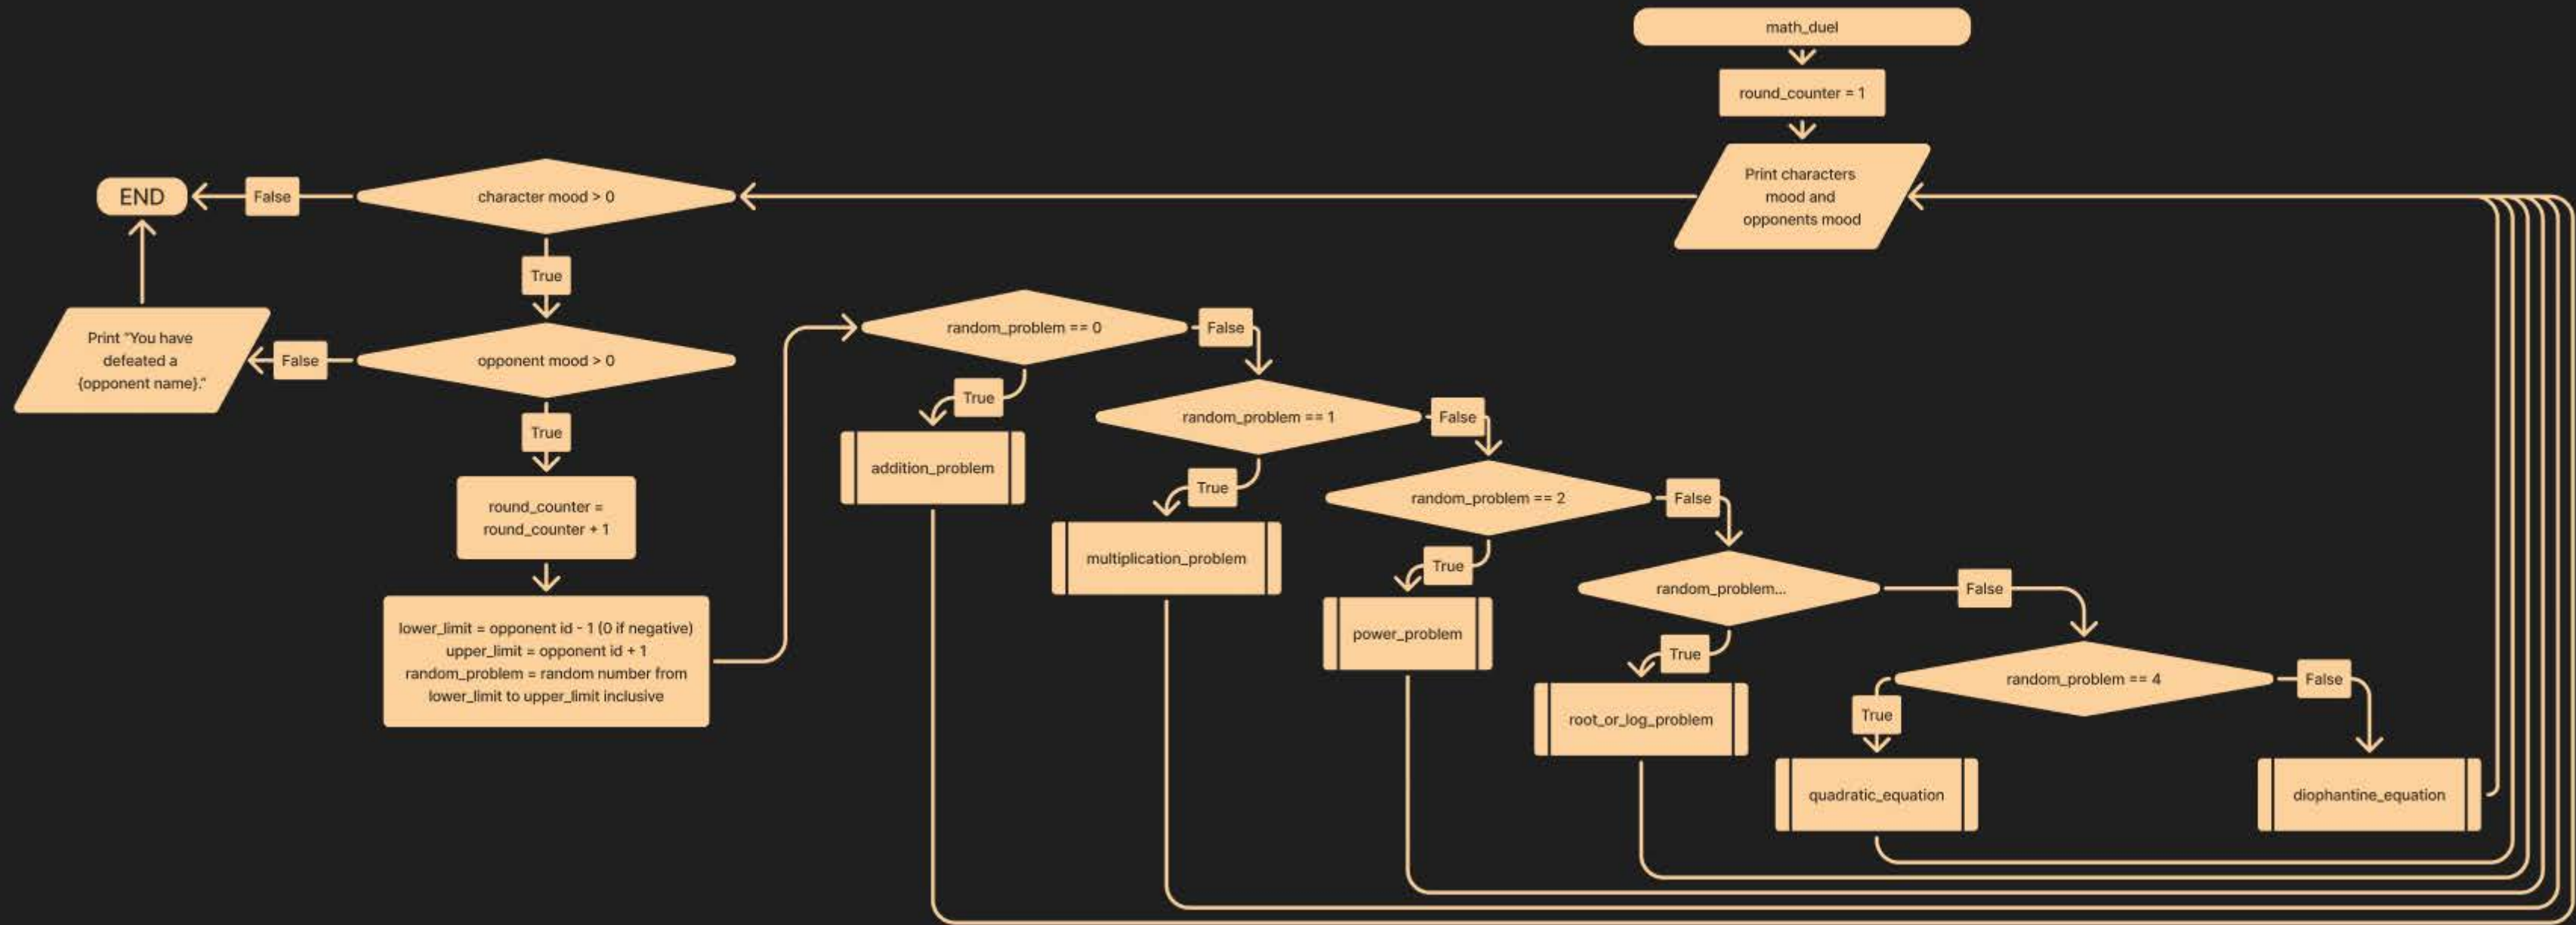 math_duel
round_counter = 1
Print characters
mood and
opponents mood
character mood > 0
False
END
True
opponent mood > 0
False
Print "You have
defeated a
{opponent name}."
True
round_counter =
round_counter + 1
lower_limit = opponent id - 1 (0 if negative)
upper_limit = opponent id + 1
random_problem = random number from
lower_limit to upper_limit inclusive
random_problem == 0
False
True
addition_problem
random_problem == 1
False
True
multiplication_problem
random_problem == 2
False
True
power_problem
random_problem...
False
True
root_or_log_problem
random_problem == 4
False
True
quadratic_equation
diophantine_equation